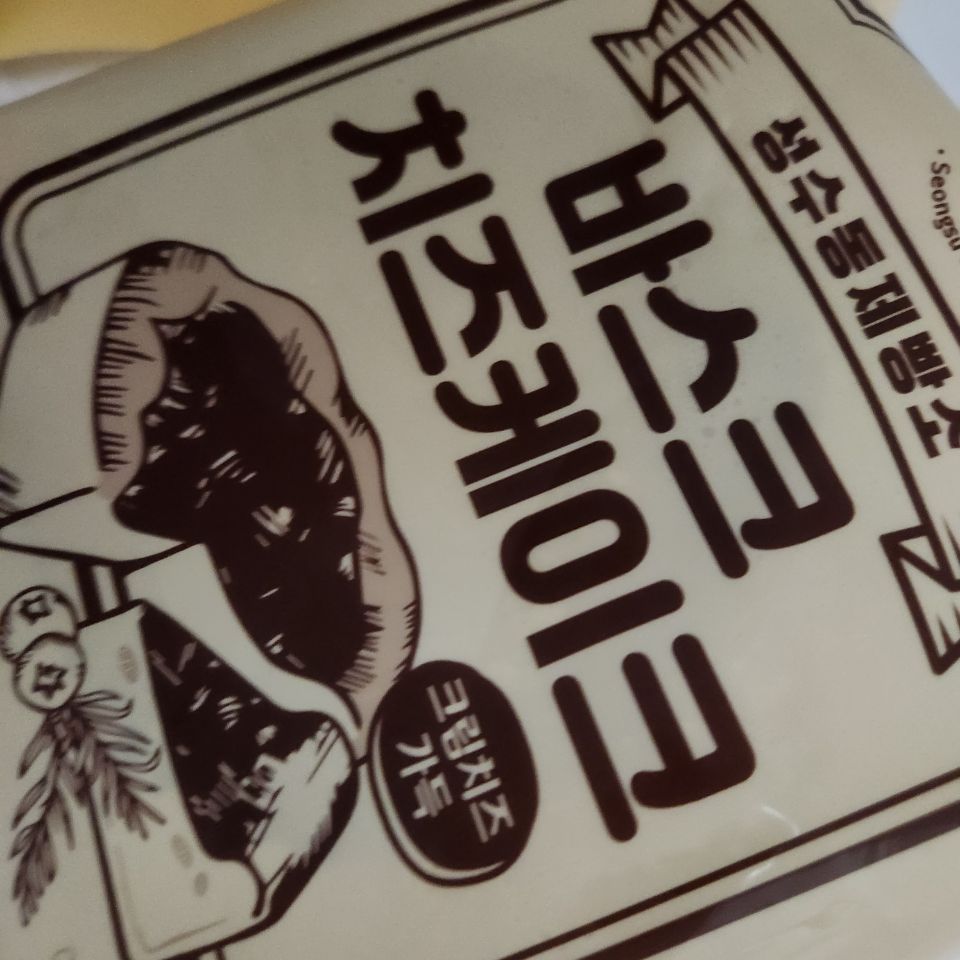 · Seongsu
성수동제빵소
바스크
치즈케이크
크림치즈
가득